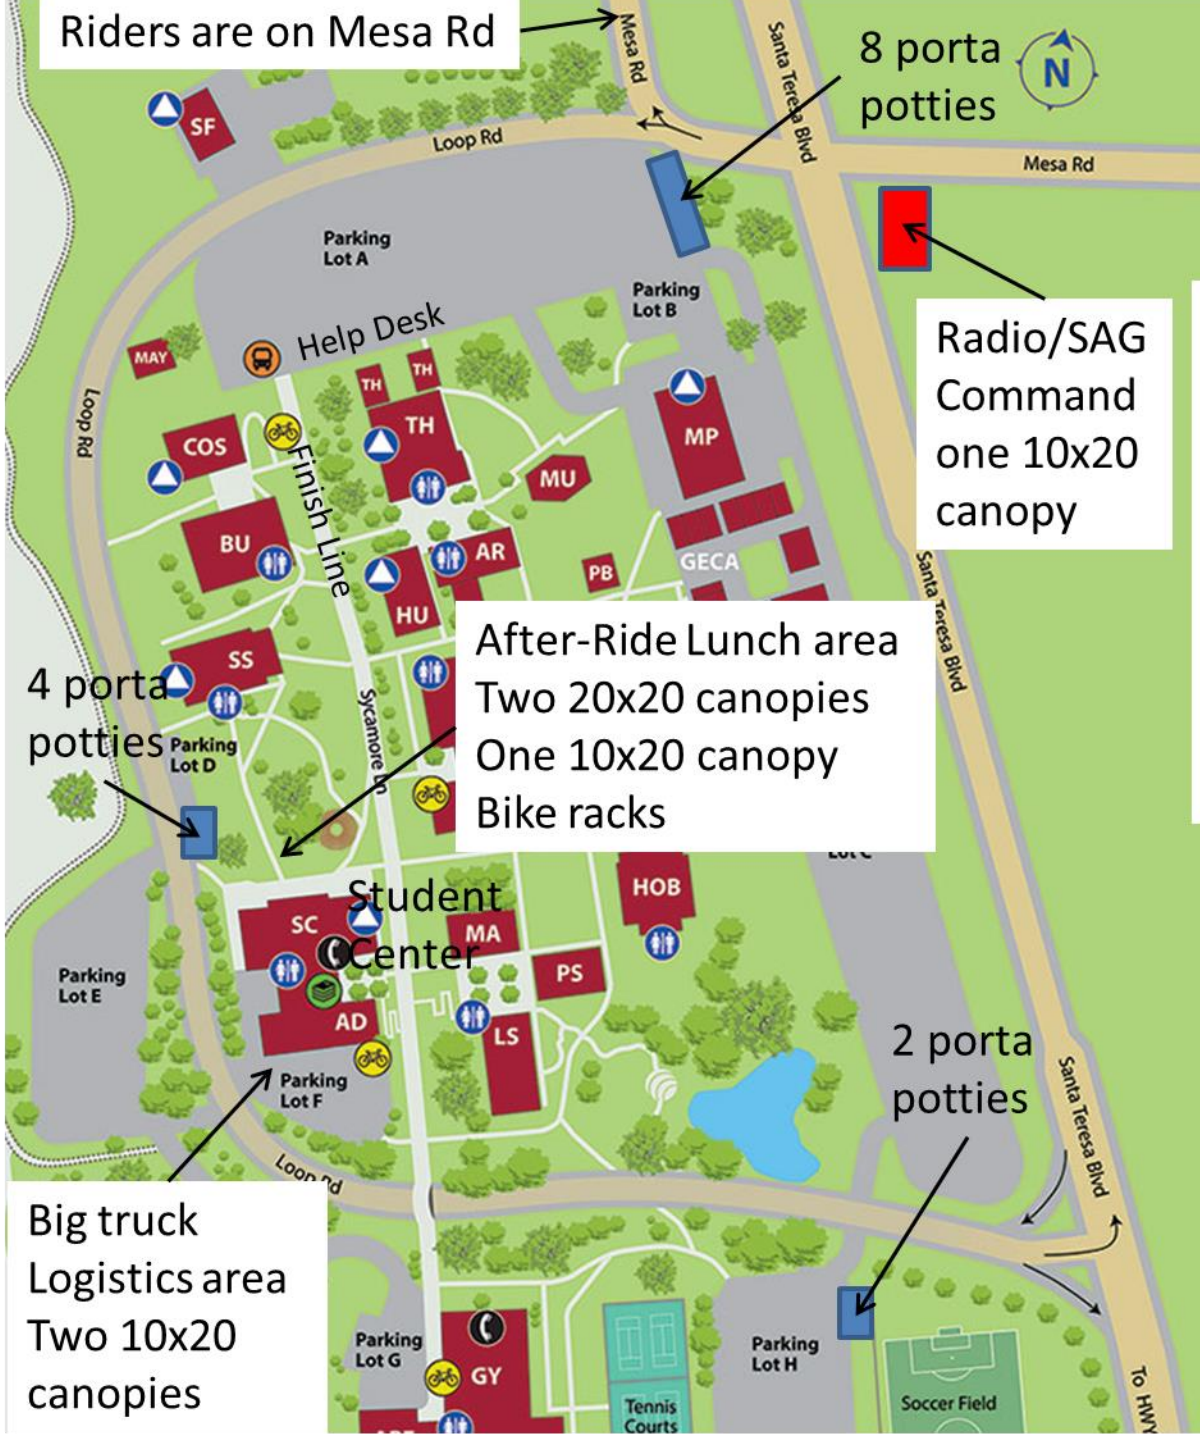 Riders are on Mesa Rd
Mesa Rd
Santa Teresa Blvd
8 porta
potties
N
SF
Loop Rd
Mesa Rd
Parking
Lot A
Parking
Lot B
Radio/SAG
Command
one 10x20
canopy
Help Desk
MAY
TH
TH
TH
Loop Rd
COS
MP
MU
Finish Line
BU
AR
GECA
PB
HU
Santa Teresa Blvd
After-Ride Lunch area
Two 20x20 canopies
One 10x20 canopy
Bike racks
SS
4 porta
potties
Parking
Lot D
Sycamore Ln
Lot C
HOB
Student
Center
SC
MA
Parking
Lot E
PS
AD
LS
2 porta
potties
Parking
Lot F
Santa Teresa Blvd
Loop Rd
Big truck
Logistics area
Two 10x20
canopies
Parking
Lot G
GY
Parking
Lot H
Tennis
Courts
Soccer Field
To HWY